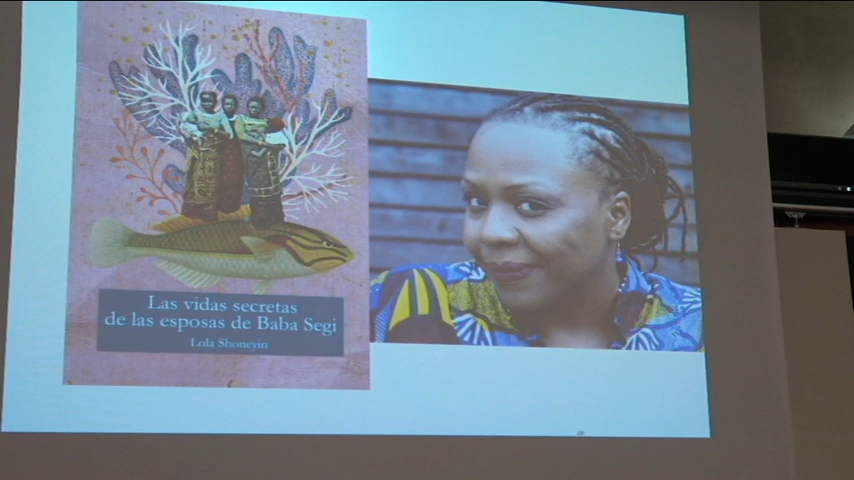 Las vidas secretas
de las esposas de Baba Segi
Lola Shoneyin